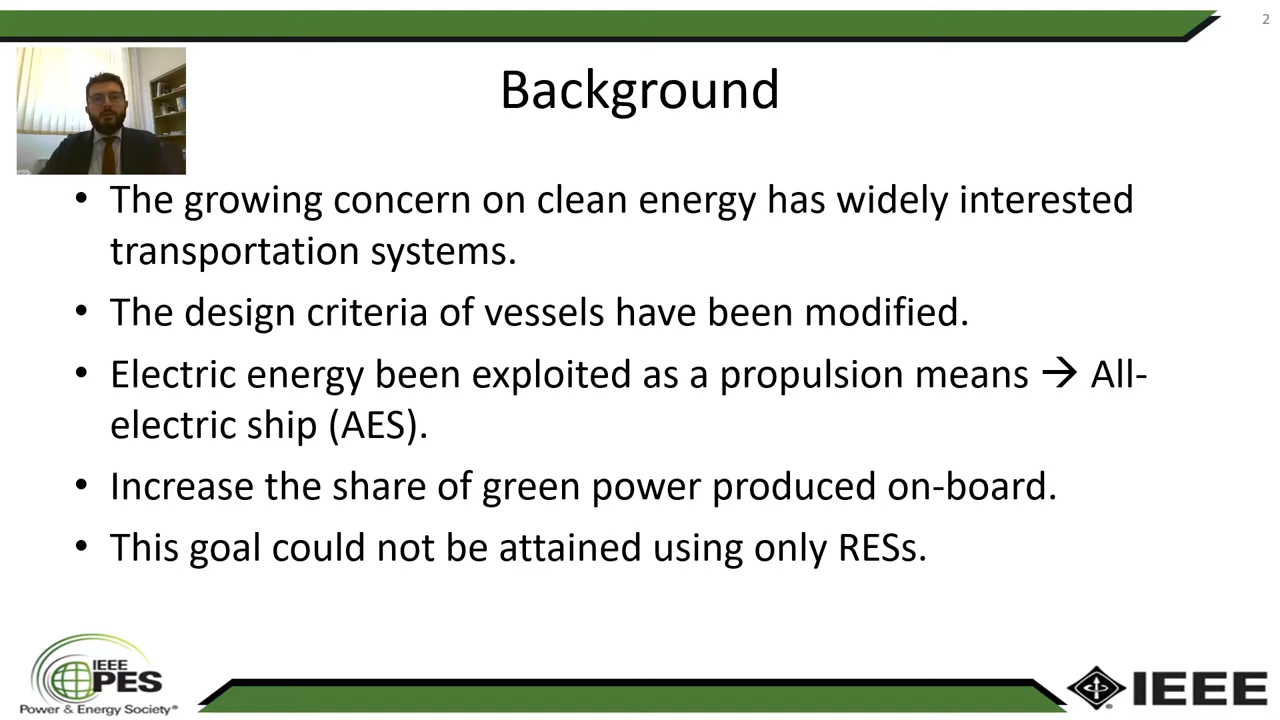 2
Background
• The growing concern on clean energy has widely interested
transportation systems.
• The design criteria of vessels have been modified.
• Electric energy been exploited as a propulsion means → All-
electric ship (AES).
• Increase the share of green power produced on-board.
• This goal could not be attained using only RESs.
IEEE
PES
Power & Energy Society®
IEEE